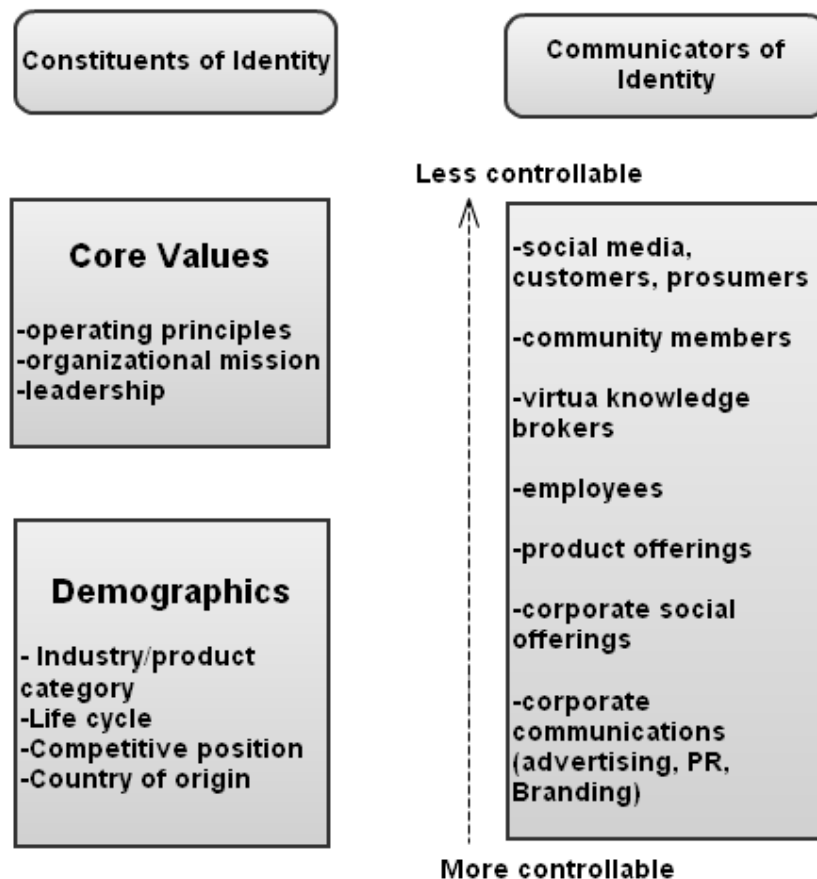 Constituents of Identity
Communicators of
Identity
Less controllable
Core Values
-operating principles
-organizational mission
-leadership
Demographics
- Industry/product
category
-Life cycle
-Competitive position
-Country of origin
-social media,
customers, prosumers
-community members
-virtua knowledge
brokers
-employees
-product offerings
-corporate social
offerings
-corporate
communications
(advertising, PR,
Branding)
More controllable